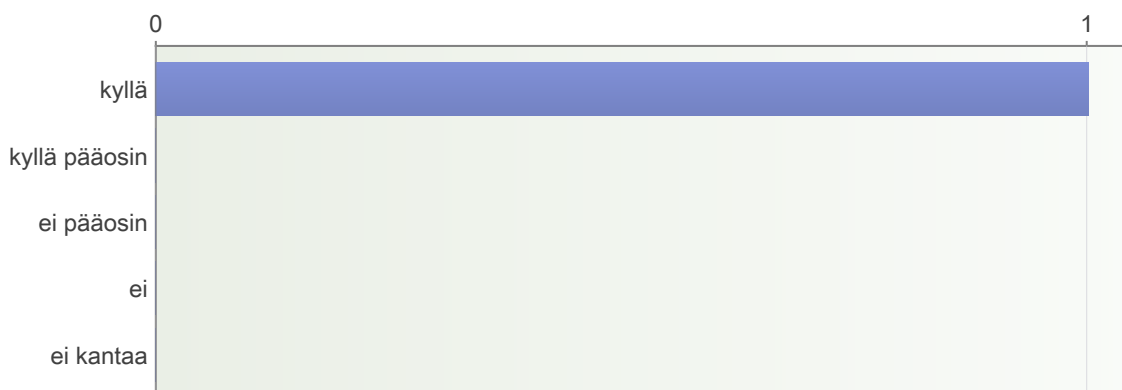 0 1
kyllä
kyllä pääosin
ei pääosin
ei
ei kantaa